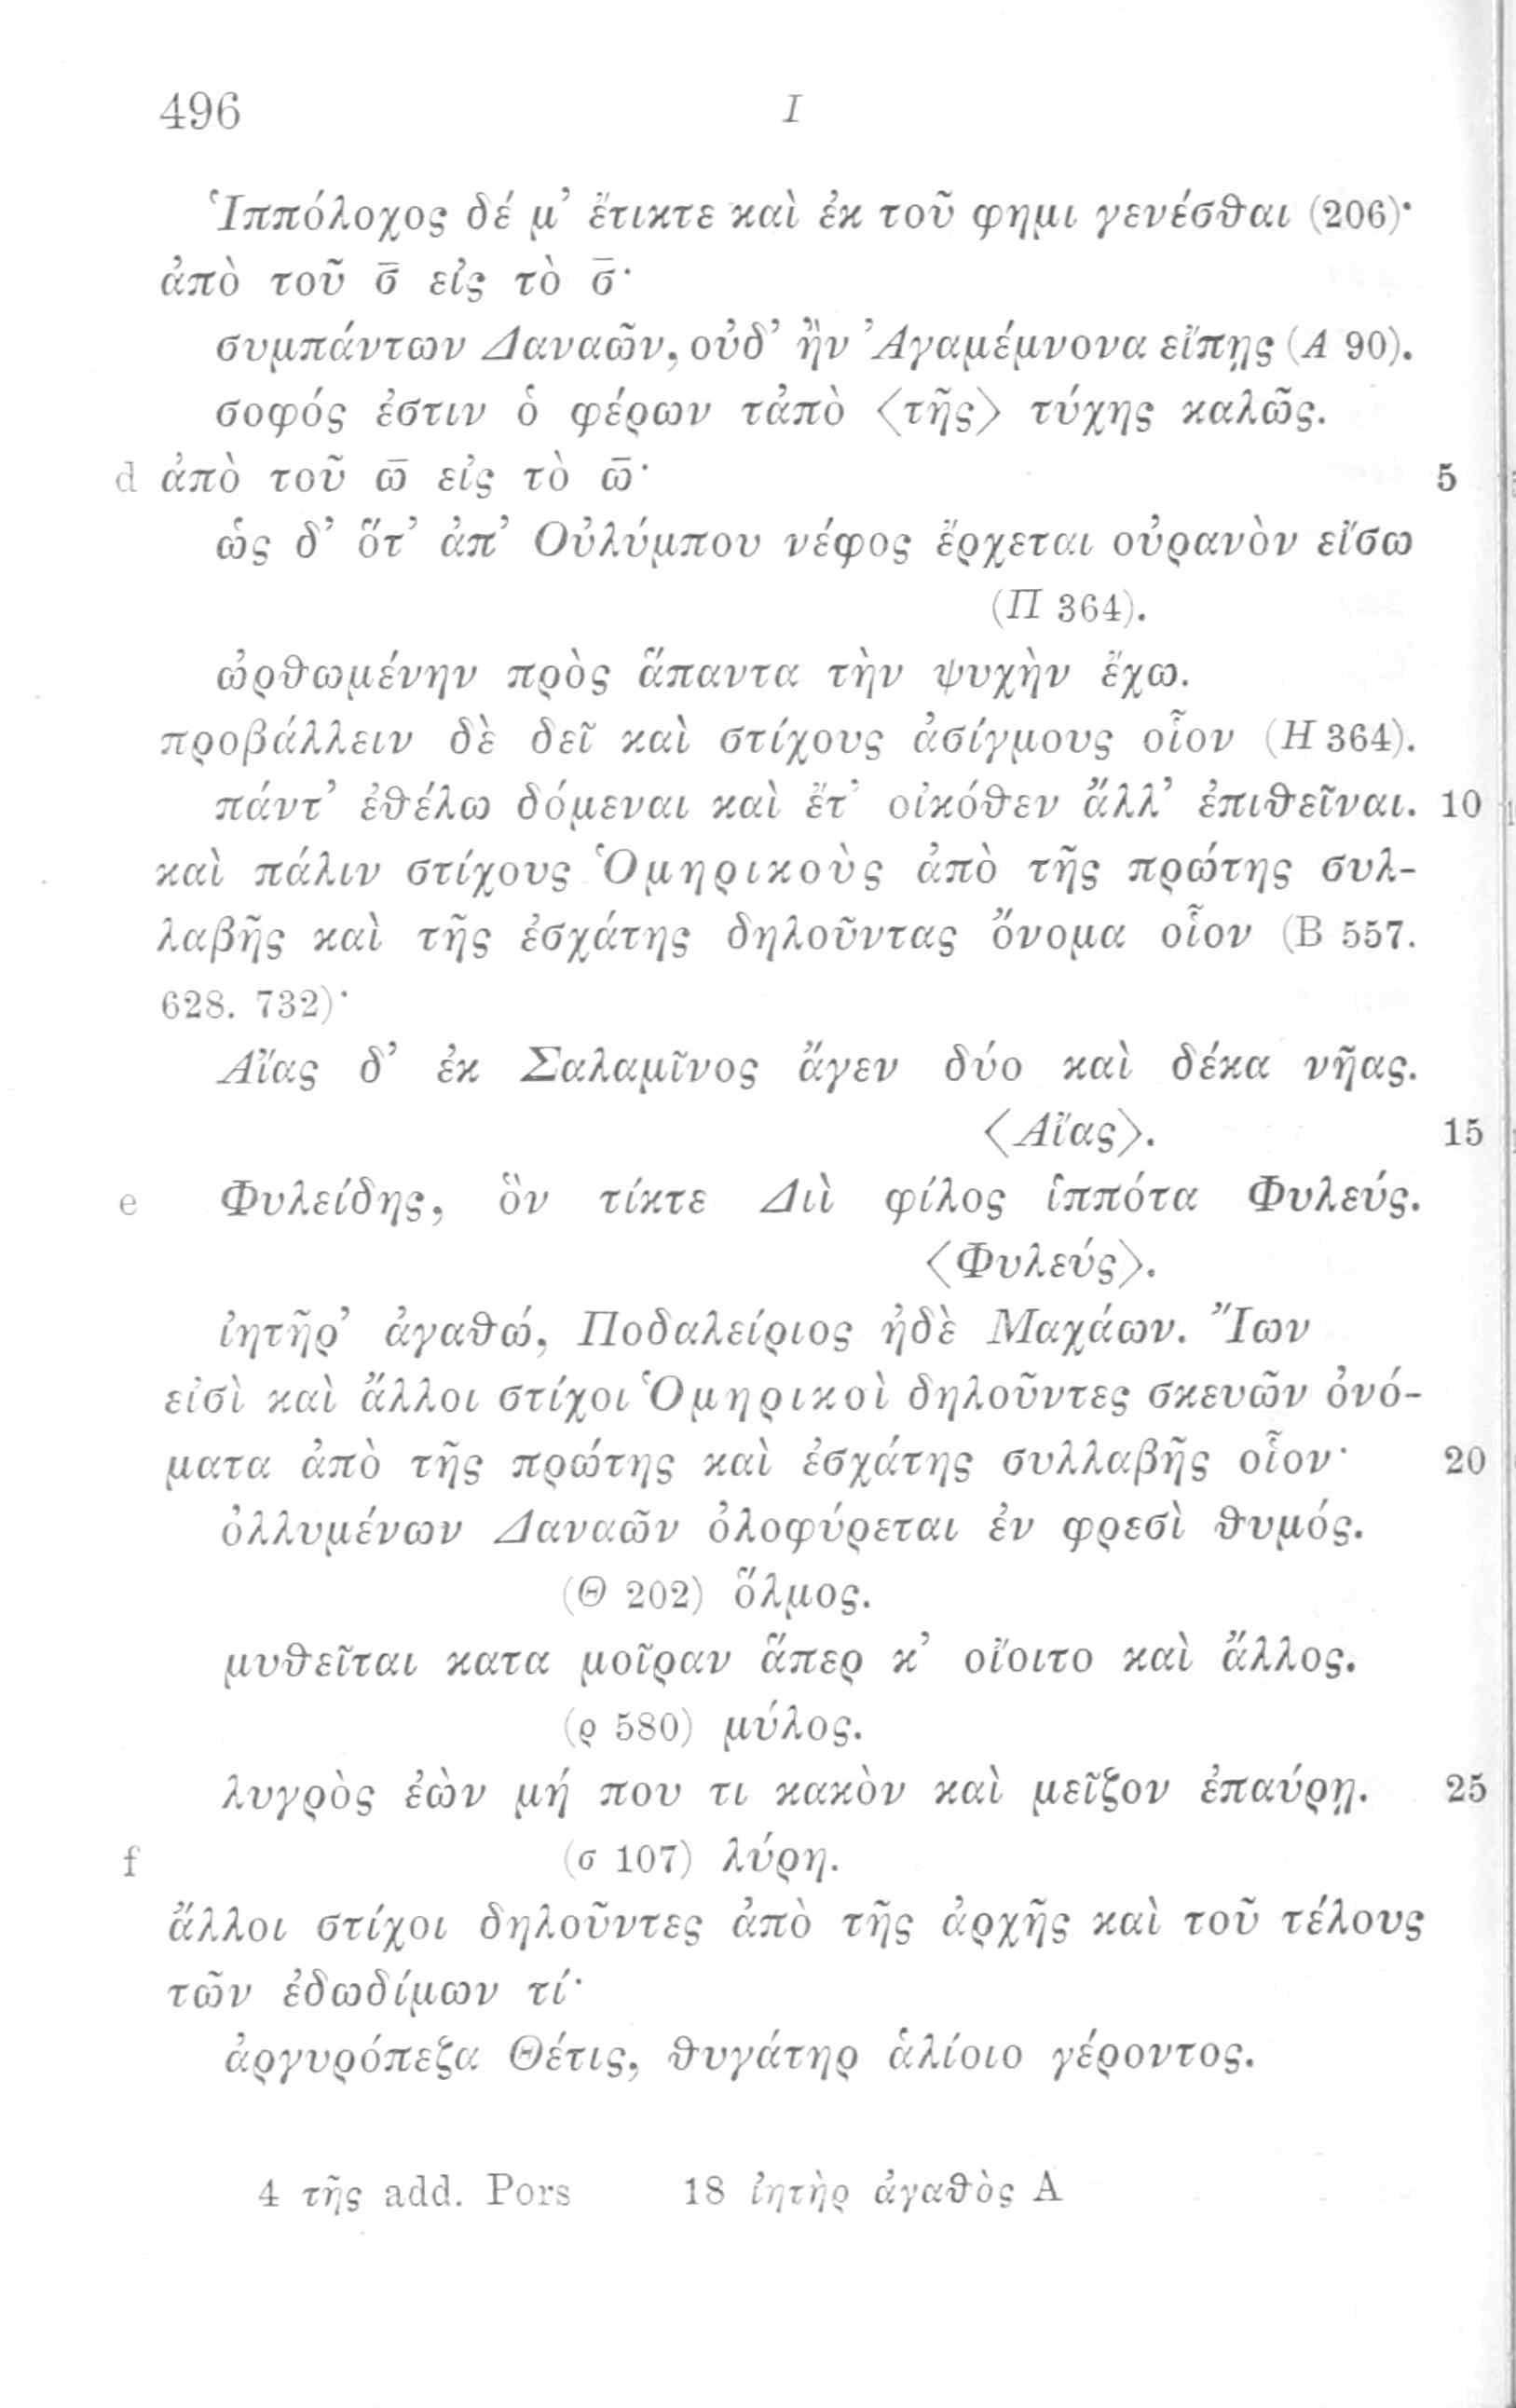 496 I
Ἱππόλοχος δέ μ’ ἔτικτε καὶ ἐκ τοῦ φημι γενέσθαι (206)·
ἀπὸ τοῦ σ̅ εἰς τὸ σ̅·
συμπάντων Δαναῶν, οὐδ’ ἢν Ἀγαμέμνονα εἴπῃς (Α 90).
σοφός ἐστιν ὁ φέρων τἀπὸ ⟨τῆς⟩ τύχης καλῶς.
d ἀπὸ τοῦ ω̅ εἰς τὸ ω̅· 5
ὡς δ’ ὅτ’ ἀπ’ Οὐλύμπου νέφος ἔρχεται οὐρανὸν εἴσω
(Π 364).
ὠρθωμένην πρὸς ἅπαντα τὴν ψυχὴν ἔχω.
προβάλλειν δὲ δεῖ καὶ στίχους ἀσίγμους οἷον (Η 364).
πάντ’ ἐθέλω δόμεναι καὶ ἔτ’ οἰκόθεν ἄλλ’ ἐπιθεῖναι. 10
καὶ πάλιν στίχους Ὁμηρικοὺς ἀπὸ τῆς πρώτης συλ-
λαβῆς καὶ τῆς ἐσχάτης δηλοῦντας ὄνομα οἷον (Β 557.
628. 732)·
Αἴας δ’ ἐκ Σαλαμῖνος ἄγεν δύο καὶ δέκα νῆας.
⟨Αἴας⟩. 15
e Φυλείδης, ὃν τίκτε Διὶ φίλος ἱππότα Φυλεύς.
⟨Φυλεύς⟩.
ἰητῆρ’ ἀγαθώ, Ποδαλείριος ἠδὲ Μαχάων. Ἴων
εἰσὶ καὶ ἄλλοι στίχοι Ὁμηρικοὶ δηλοῦντες σκευῶν ὀνό-
ματα ἀπὸ τῆς πρώτης καὶ ἐσχάτης συλλαβῆς οἷον· 20
ὀλλυμένων Δαναῶν ὀλοφύρεται ἐν φρεσὶ θυμός.
(Θ 202) ὅλμος.
μυθεῖται κατα μοῖραν ἅπερ κ’ οἴοιτο καὶ ἄλλος.
(ρ 580) μύλος.
λυγρὸς ἐὼν μή που τι κακὸν καὶ μεῖζον ἐπαύρῃ. 25
f (σ 107) λύρη.
ἄλλοι στίχοι δηλοῦντες ἀπὸ τῆς ἀρχῆς καὶ τοῦ τέλους
τῶν ἐδωδίμων τί·
ἀργυρόπεζα Θέτις, θυγάτηρ ἁλίοιο γέροντος.
4 τῆς add. Pors 18 ἰητὴρ ἀγαθὸς A